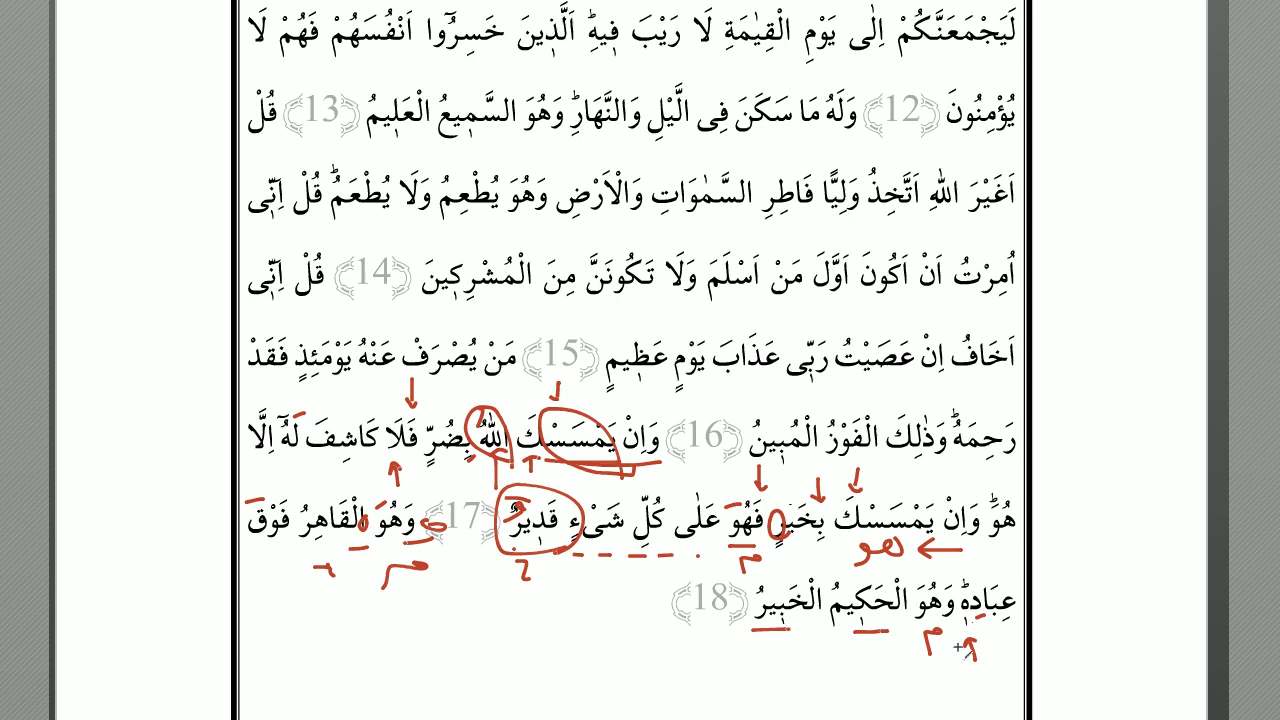 لَيَجْمَعَنَّكُمْ اِلٰى يَوْمِ الْقِيٰمَةِ لَا رَيْبَ ف۪يهِۜ اَلَّذ۪ينَ خَسِرُٓوا اَنْفُسَهُمْ فَهُمْ لَا
يُؤْمِنُونَ ﴿12﴾ وَلَهُ مَا سَكَنَ فِى الَّيْلِ وَالنَّهَارِۜ وَهُوَ السَّم۪يعُ الْعَل۪يمُ ﴿13﴾ قُلْ
اَغَيْرَ اللّٰهِ اَتَّخِذُ وَلِيًّا فَاطِرِ السَّمٰوَاتِ وَالْاَرْضِ وَهُوَ يُطْعِمُ وَلَا يُطْعَمُۜ قُلْ اِنّ۪ى
اُمِرْتُ اَنْ اَكُونَ اَوَّلَ مَنْ اَسْلَمَ وَلَا تَكُونَنَّ مِنَ الْمُشْرِك۪ينَ ﴿14﴾ قُلْ اِنّ۪ى
اَخَافُ اِنْ عَصَيْتُ رَبّ۪ى عَذَابَ يَوْمٍ عَظ۪يمٍ ﴿15﴾ مَنْ يُصْرَفْ عَنْهُ يَوْمَئِذٍ فَقَدْ
رَحِمَهُۜ وَذٰلِكَ الْفَوْزُ الْمُب۪ينُ ﴿16﴾ وَاِنْ يَمْسَسْكَ اللّٰهُ بِضُرٍّ فَلَا كَاشِفَ لَهُٓ اِلَّا
هُوَۜ وَاِنْ يَمْسَسْكَ بِخَيْرٍ فَهُوَ عَلٰى كُلِّ شَىْءٍ قَد۪يرٌ ﴿17﴾ وَهُوَ الْقَاهِرُ فَوْقَ
هو
عِبَادِه۪ۜ وَهُوَ الْحَك۪يمُ الْخَب۪يرُ ﴿18﴾